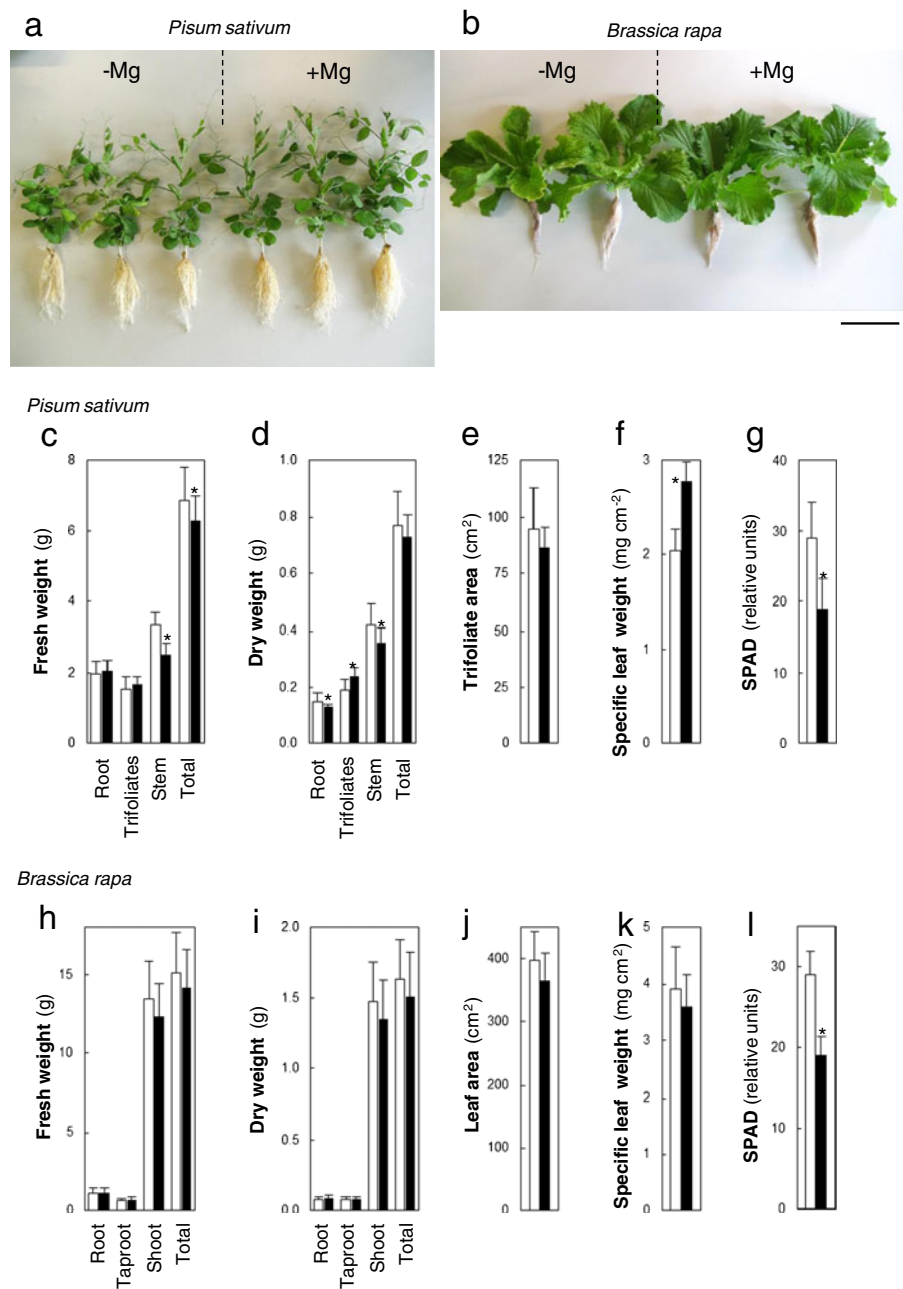 a
Pisum sativum
b
Brassica rapa
-Mg
+Mg
-Mg
+Mg
Pisum sativum
c
d
e
f
g
Fresh weight (g)
8
6
4
2
0
Root
Trifoliates
Stem
Total
*
*
Dry weight (g)
1.0
0.8
0.6
0.4
0.2
0.0
Root
Trifoliates
Stem
Total
*
*
*
Trifoliate area (cm2)
125
100
75
50
25
0
Specific leaf weight (mg cm-2)
3
2
1
0
*
SPAD (relative units)
40
30
20
10
0
*
Brassica rapa
h
i
j
k
l
Fresh weight (g)
15
10
5
0
Root
Taproot
Shoot
Total
Dry weight (g)
2.0
1.5
1.0
0.5
0.0
Root
Taproot
Shoot
Total
Leaf area (cm2)
400
300
200
100
0
Specific leaf weight (mg cm2)
5
4
3
2
1
0
SPAD (relative units)
30
20
10
0
*